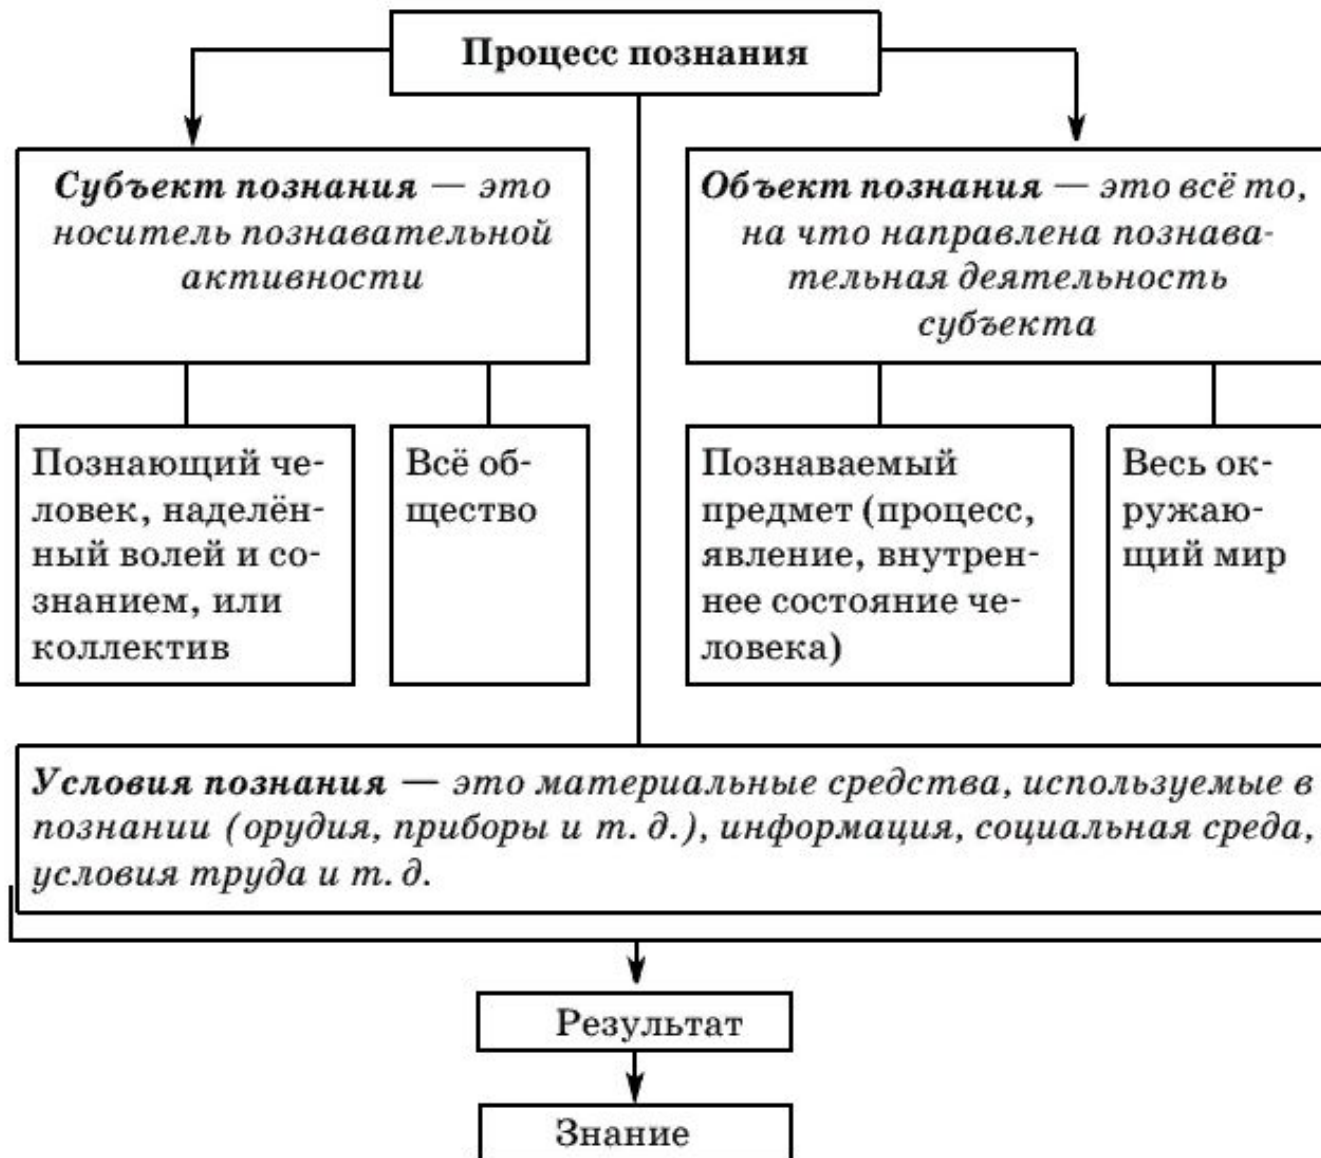 Процесс познания
Субъект познания — это
носитель познавательной
активности
Объект познания — это всё то,
на что направлена познава-
тельная деятельность
субъекта
Познающий че-
ловек, наделён-
ный волей и со-
знанием, или
коллектив
Всё об-
щество
Познаваемый
предмет (процесс,
явление, внутрен-
нее состояние че-
ловека)
Весь ок-
ружаю-
щий мир
Условия познания — это материальные средства, используемые в
познании (орудия, приборы и т. д.), информация, социальная среда,
условия труда и т. д.
Результат
Знание